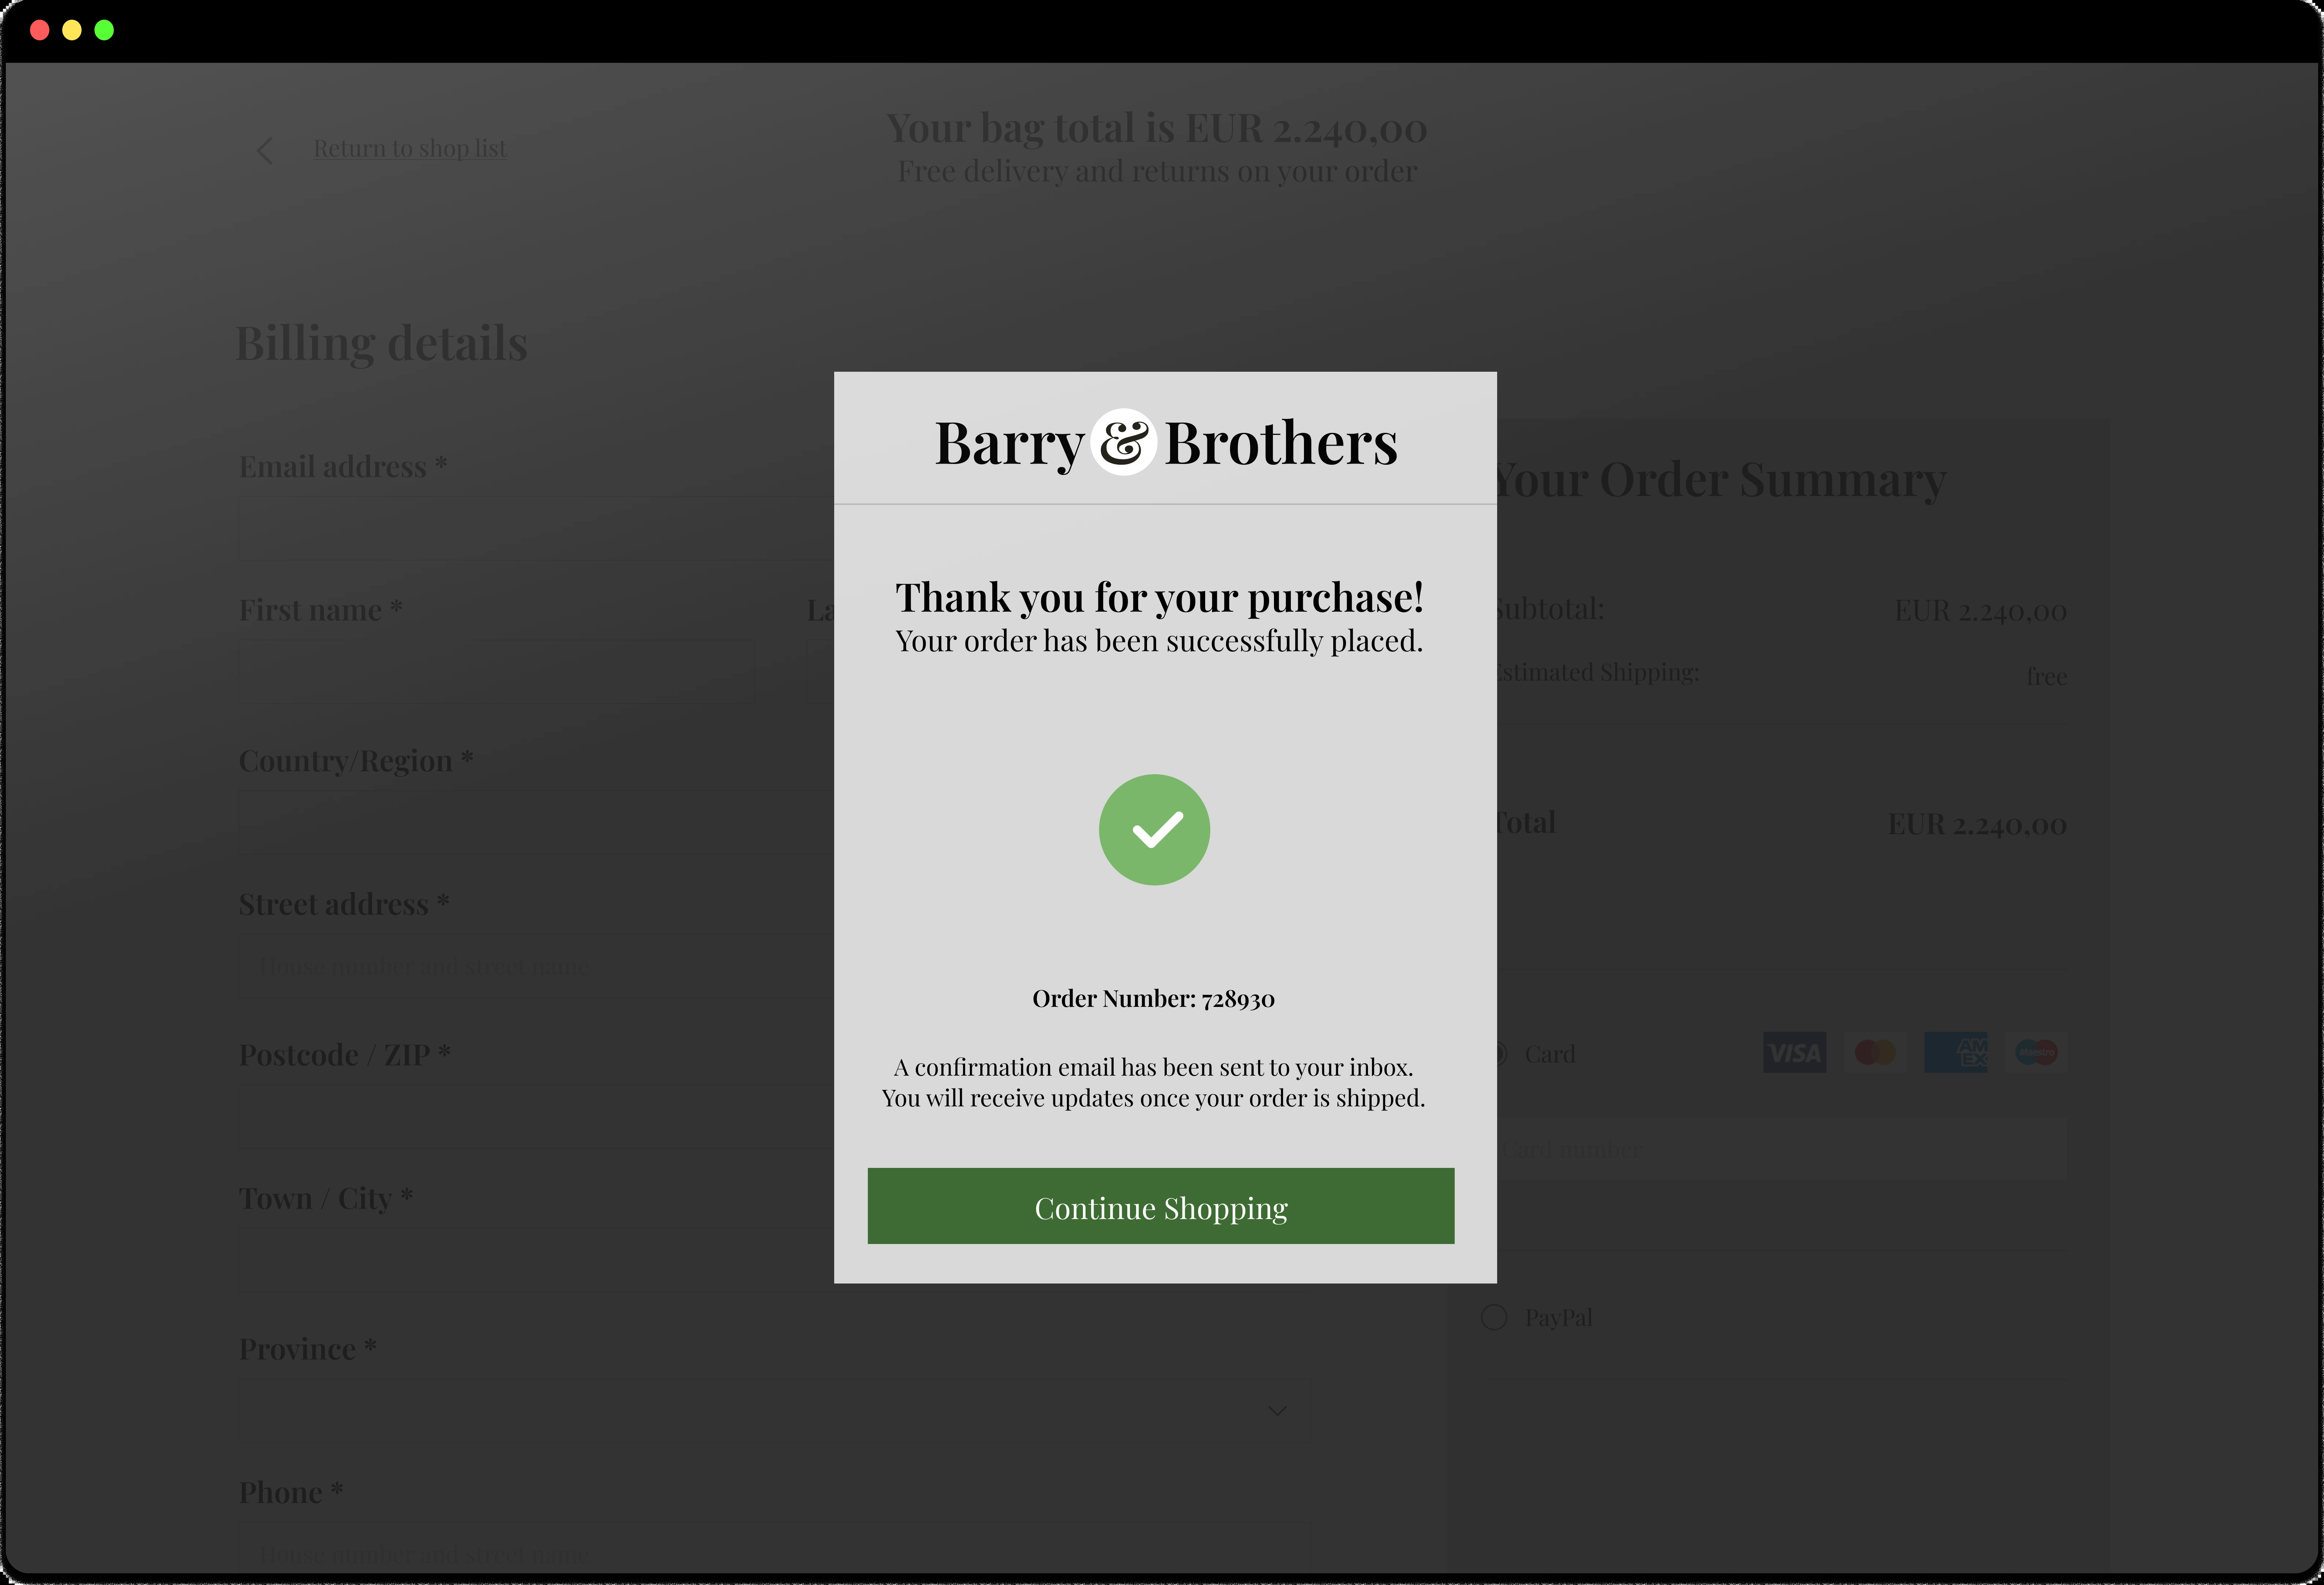 Return to shop list
Your bag total is EUR 2.240,00
Free delivery and returns on your order
Billing details
Email address *
First name *
La
Country/Region *
Street address *
House number and street name
Postcode / ZIP *
Town / City *
Province *
Phone *
House number and street name
Barry & Brothers
Thank you for your purchase!
Your order has been successfully placed.
Order Number: 728930
A confirmation email has been sent to your inbox.
You will receive updates once your order is shipped.
Continue Shopping
Your Order Summary
Subtotal: EUR 2.240,00
Estimated Shipping: free
Total EUR 2.240,00
Card VISA AM EX Maestro
Card number
PayPal